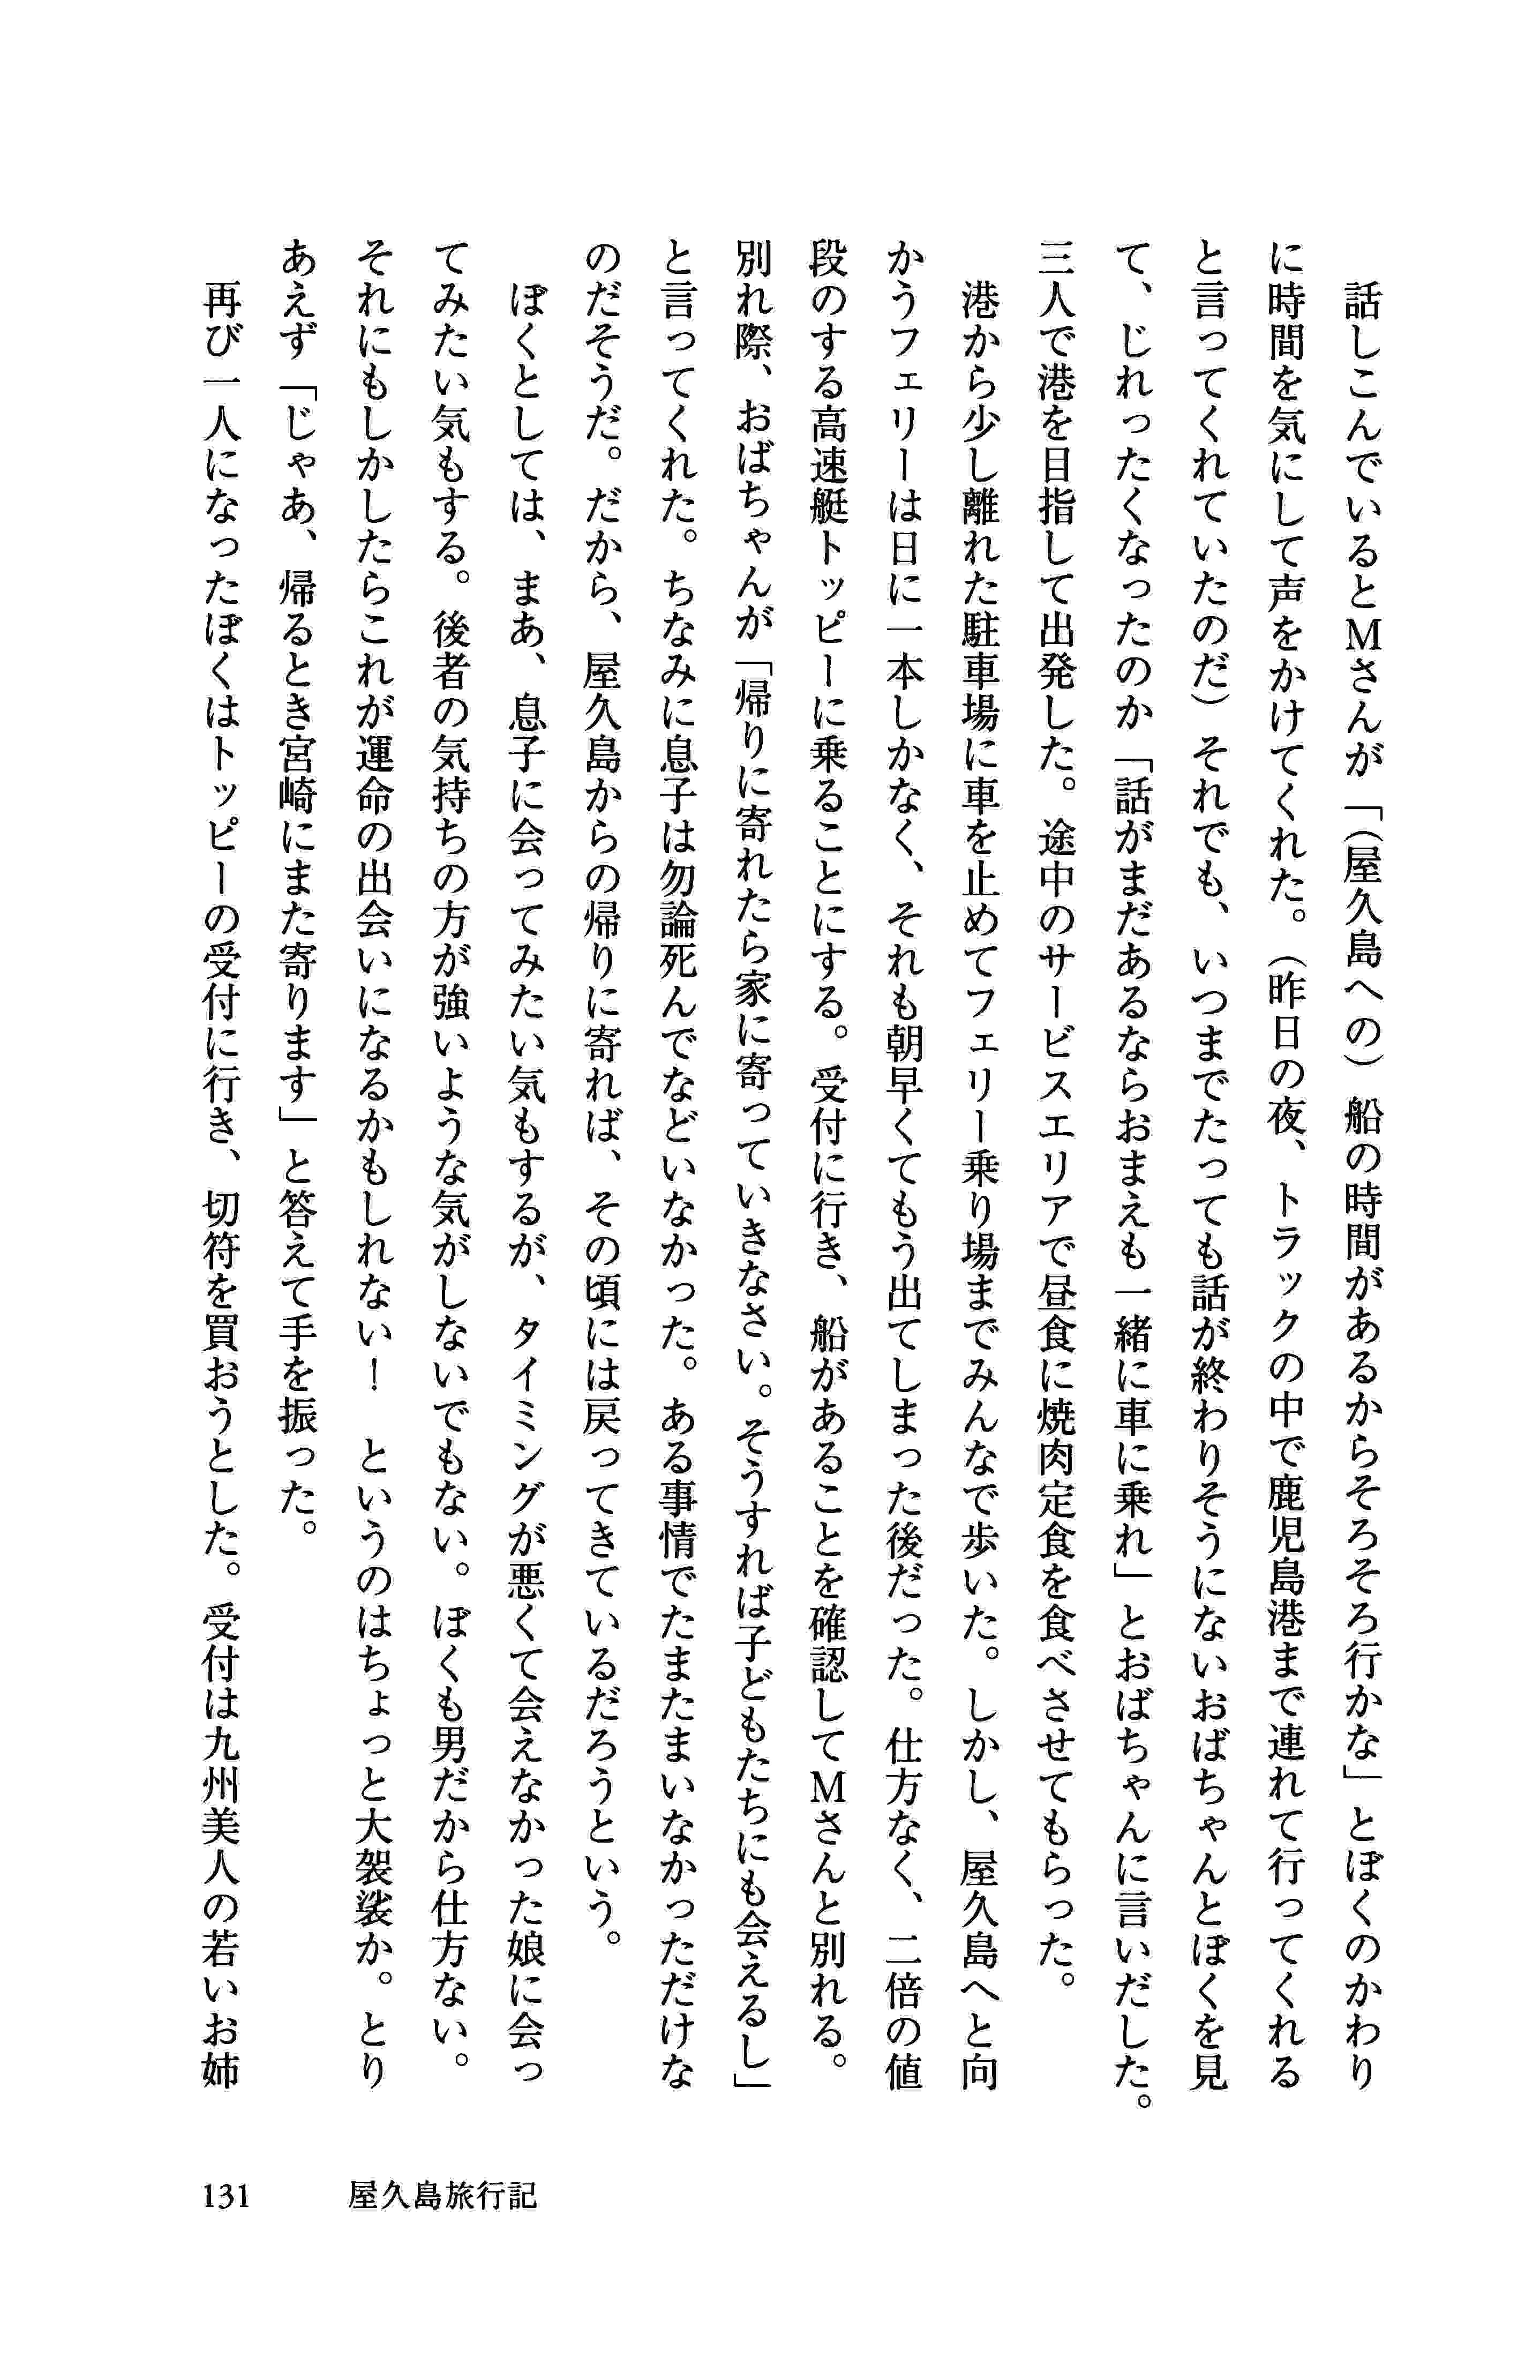 話しこんでいるとMさんが「（屋久島への）船の時間があるからそろそろ行かな」とぼくのかわり
に時間を気にして声をかけてくれた。（昨日の夜、トラックの中で鹿児島港まで連れて行ってくれる
と言ってくれていたのだ）それでも、いつまでたっても話が終わりそうにないおばちゃんとぼくを見
て、じれったくなったのか「話がまだあるならおまえも一緒に車に乗れ」とおばちゃんに言いだした。
三人で港を目指して出発した。途中のサービスエリアで昼食に焼肉定食を食べさせてもらった。
　港から少し離れた駐車場に車を止めてフェリー乗り場までみんなで歩いた。しかし、屋久島へと向
かうフェリーは日に一本しかなく、それも朝早くてもう出てしまった後だった。仕方なく、二倍の値
段のする高速艇トッピーに乗ることにする。受付に行き、船があることを確認してMさんと別れる。
別れ際、おばちゃんが「帰りに寄れたら家に寄っていきなさい。そうすれば子どもたちにも会えるし」
と言ってくれた。ちなみに息子は勿論死んでなどいなかった。ある事情でたまたまいなかっただけな
のだそうだ。だから、屋久島からの帰りに寄れば、その頃には戻ってきているだろうという。
　ぼくとしては、まあ、息子に会ってみたい気もするが、タイミングが悪くて会えなかった娘に会っ
てみたい気もする。後者の気持ちの方が強いような気がしないでもない。ぼくも男だから仕方ない。
それにもしかしたらこれが運命の出会いになるかもしれない！　というのはちょっと大袈裟か。とり
あえず「じゃあ、帰るとき宮崎にまた寄ります」と答えて手を振った。
　再び一人になったぼくはトッピーの受付に行き、切符を買おうとした。受付は九州美人の若いお姉
131　屋久島旅行記